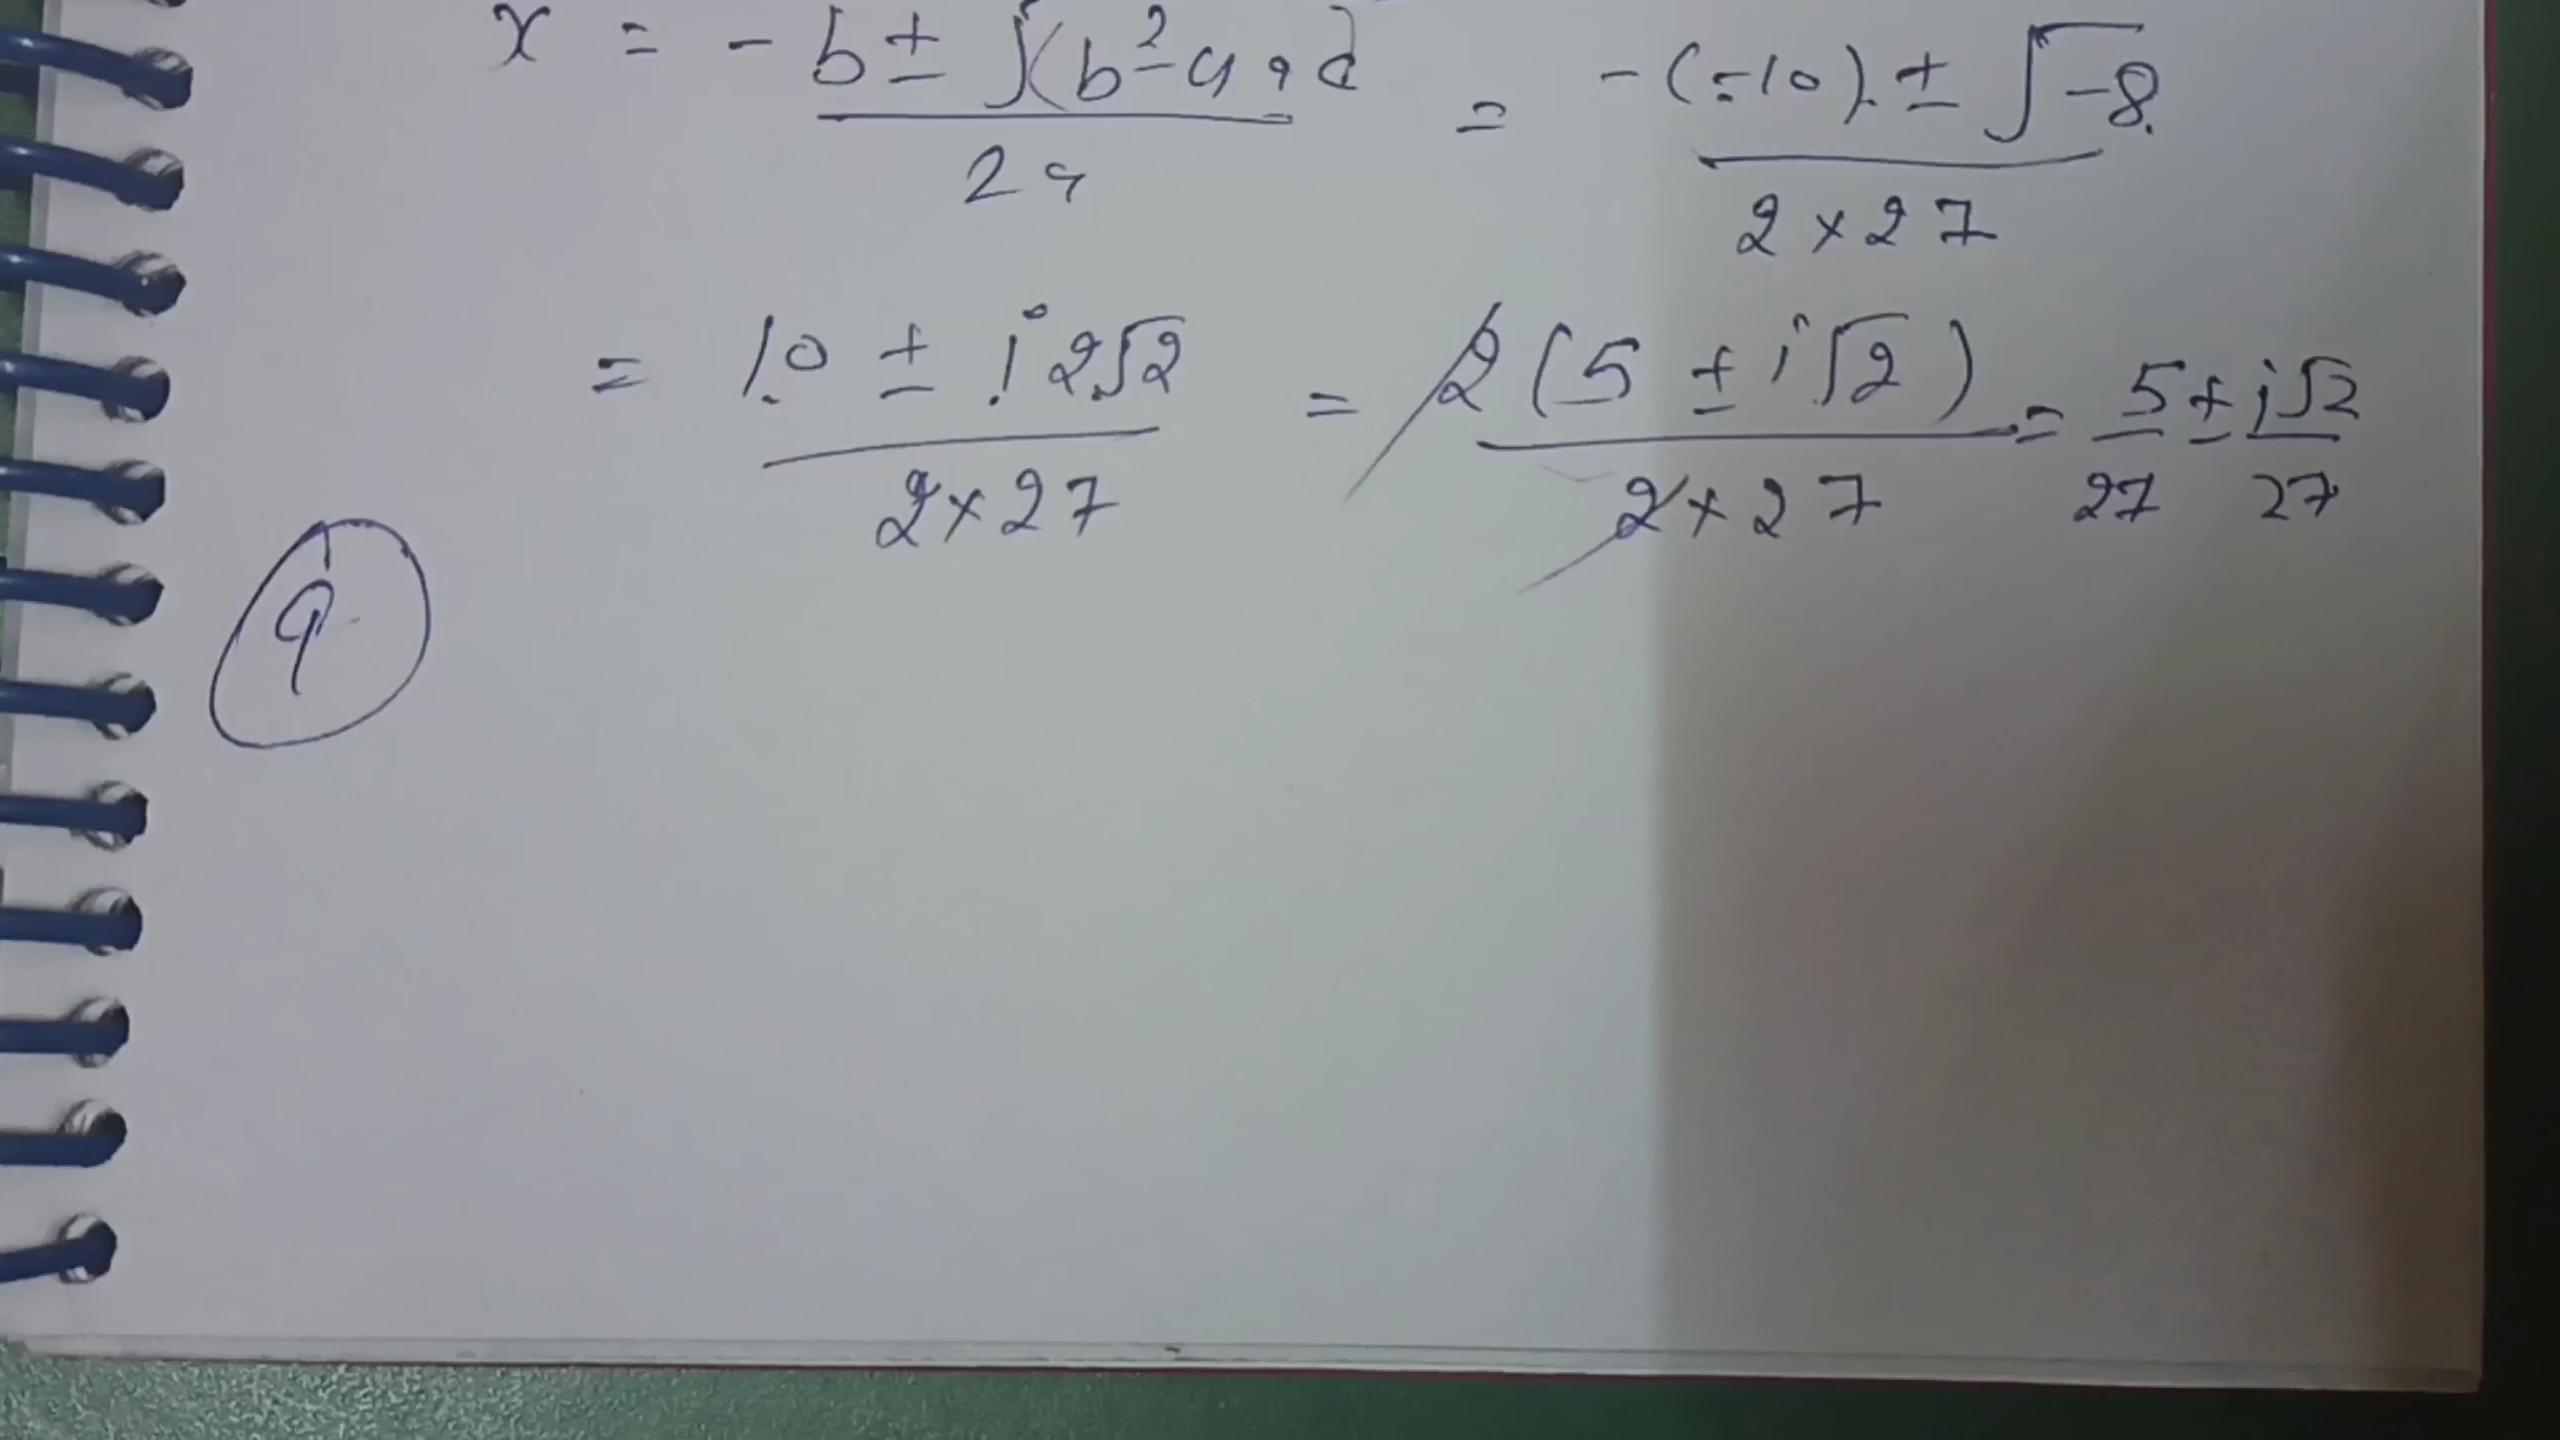 x = -b ± √(b² - 4ac) / 2a = -(-10) ± √-8 / 2 × 27
= 10 ± i 2√2 / 2 × 27 = 2 (5 ± i√2) / 2 × 27 = 5 / 27 ± i√2 / 27
9